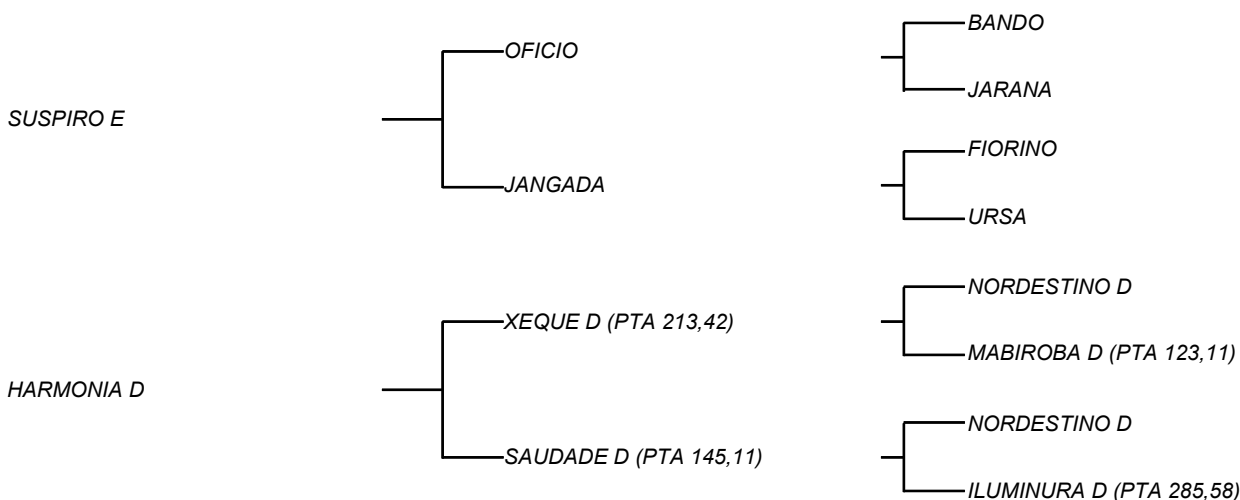 BANDO
OFICIO
JARANA
SUSPIRO E
FIORINO
JANGADA
URSA
NORDESTINO D
XEQUE D (PTA 213,42)
MABIROBA D (PTA 123,11)
HARMONIA D
NORDESTINO D
SAUDADE D (PTA 145,11)
ILUMINURA D (PTA 285,58)